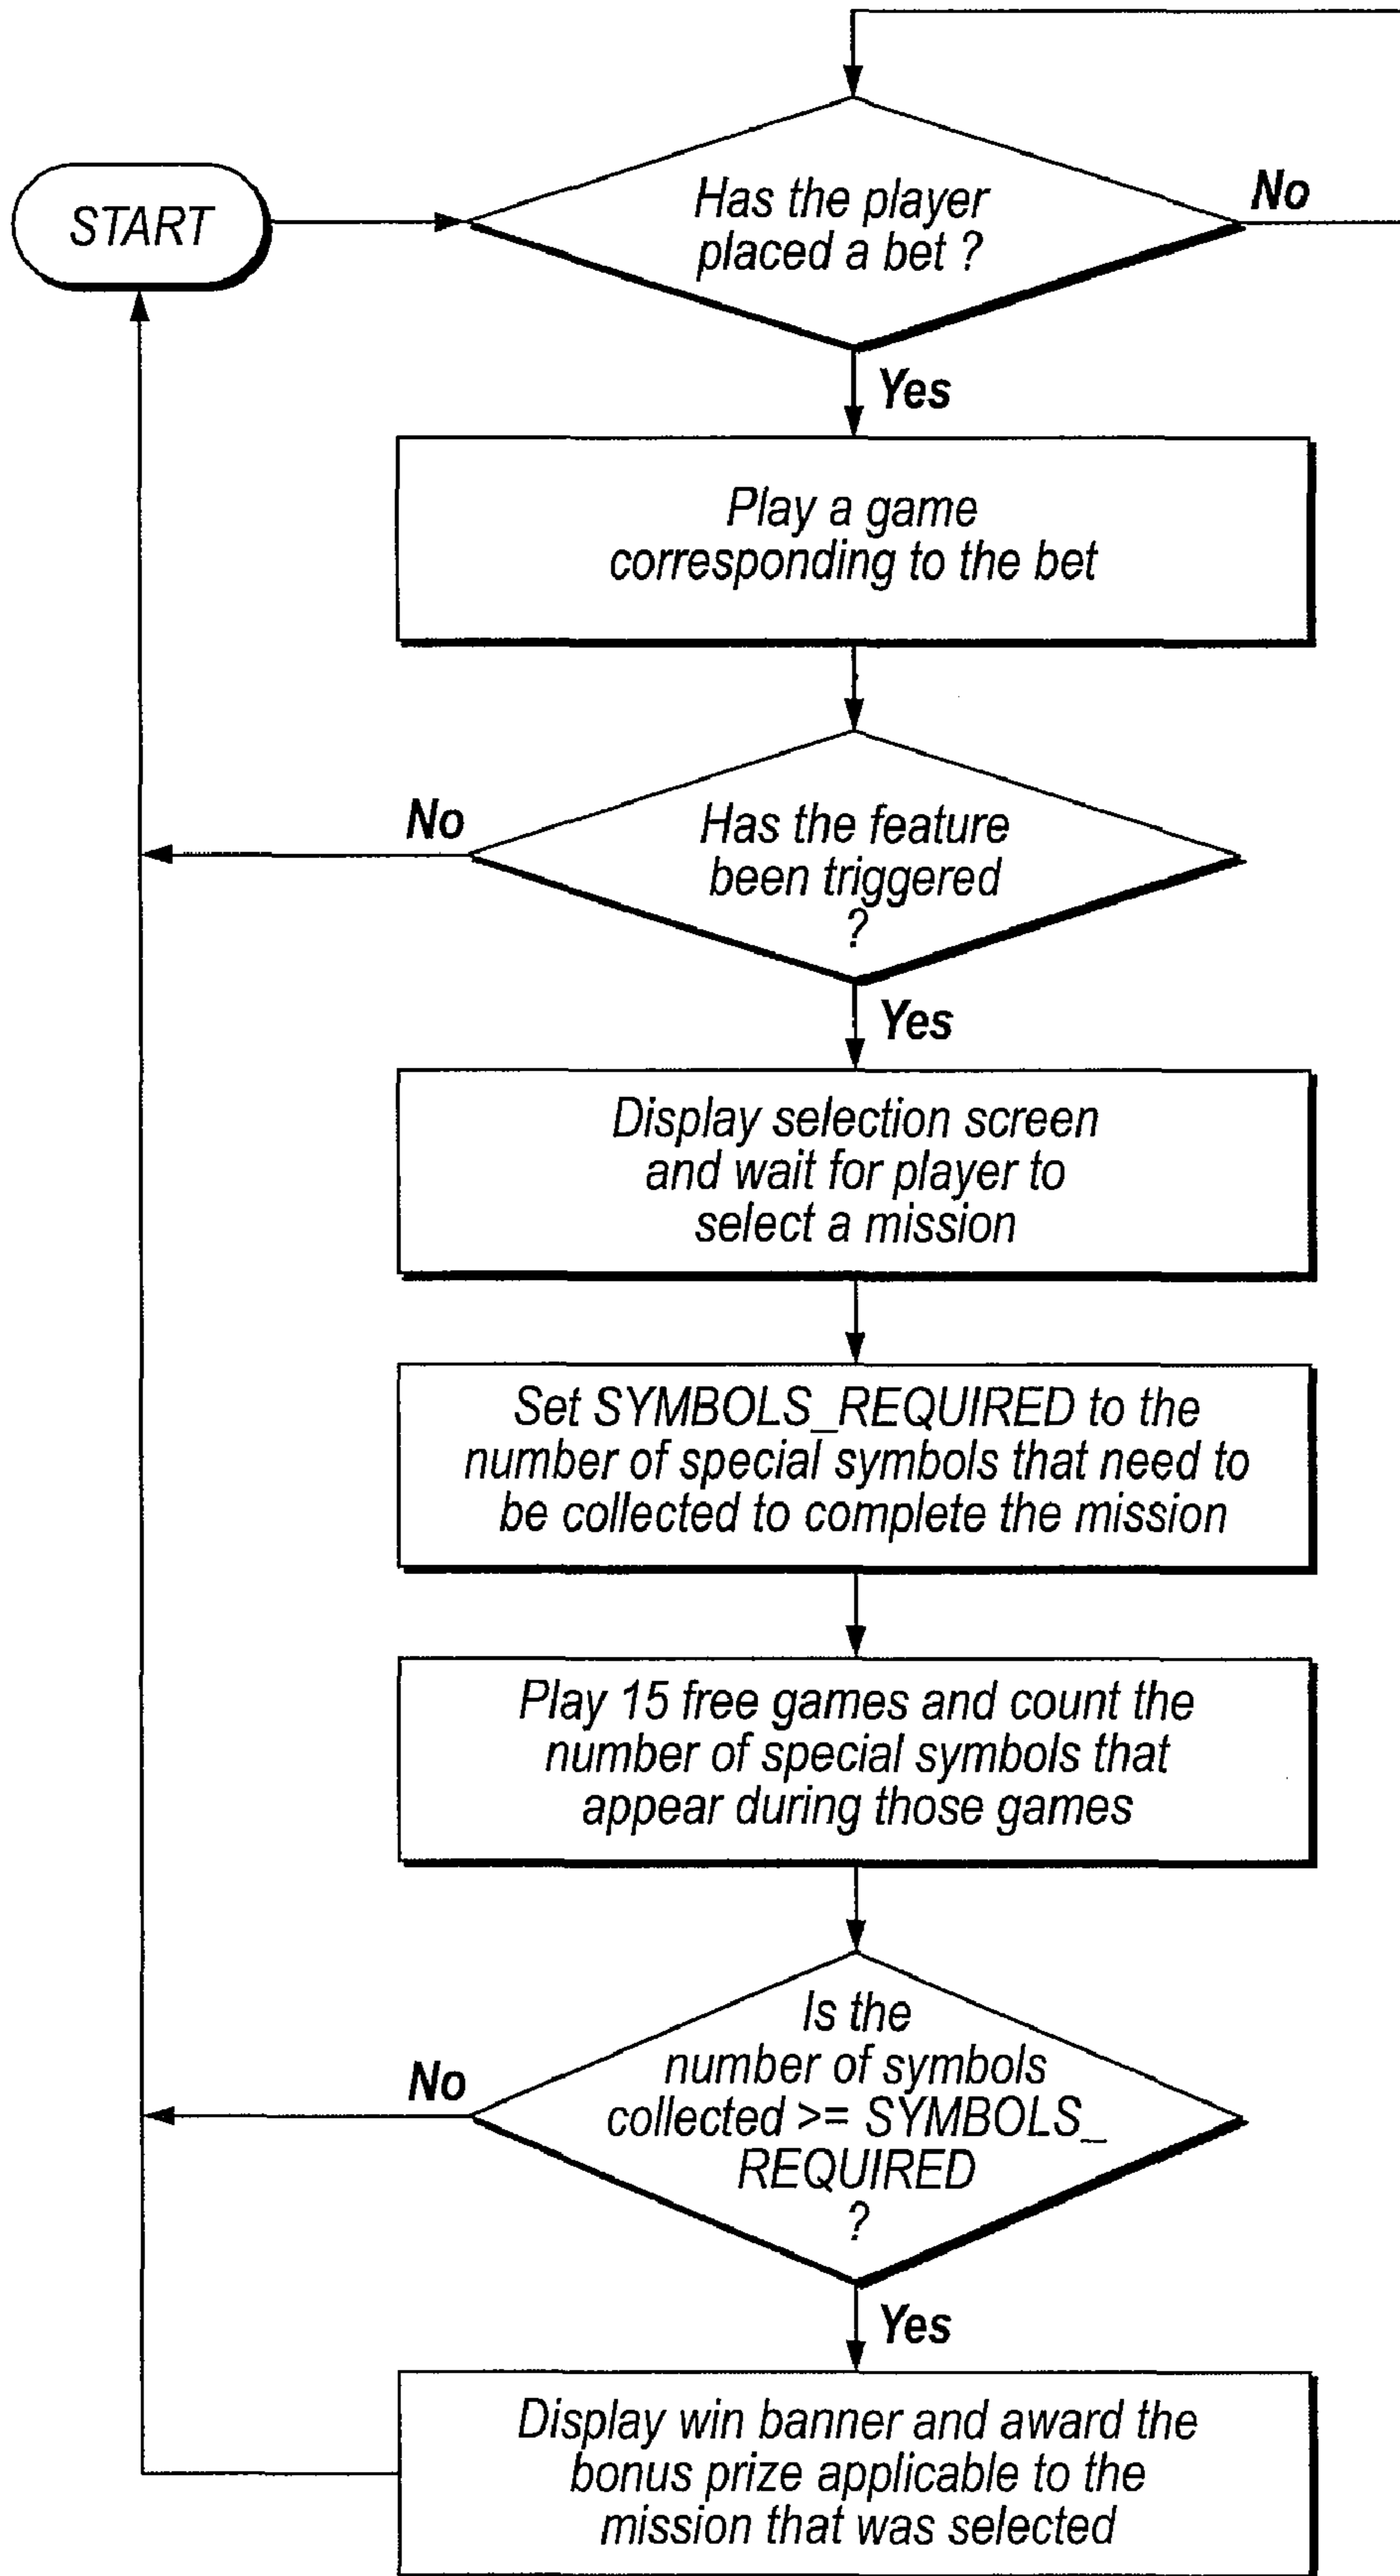 START
Has the player
placed a bet ?
No
Yes
Play a game
corresponding to the bet
No
Has the feature
been triggered
?
Yes
Display selection screen
and wait for player to
select a mission
Set SYMBOLS_REQUIRED to the
number of special symbols that need to
be collected to complete the mission
Play 15 free games and count the
number of special symbols that
appear during those games
No
Is the
number of symbols
collected >= SYMBOLS_
REQUIRED
?
Yes
Display win banner and award the
bonus prize applicable to the
mission that was selected